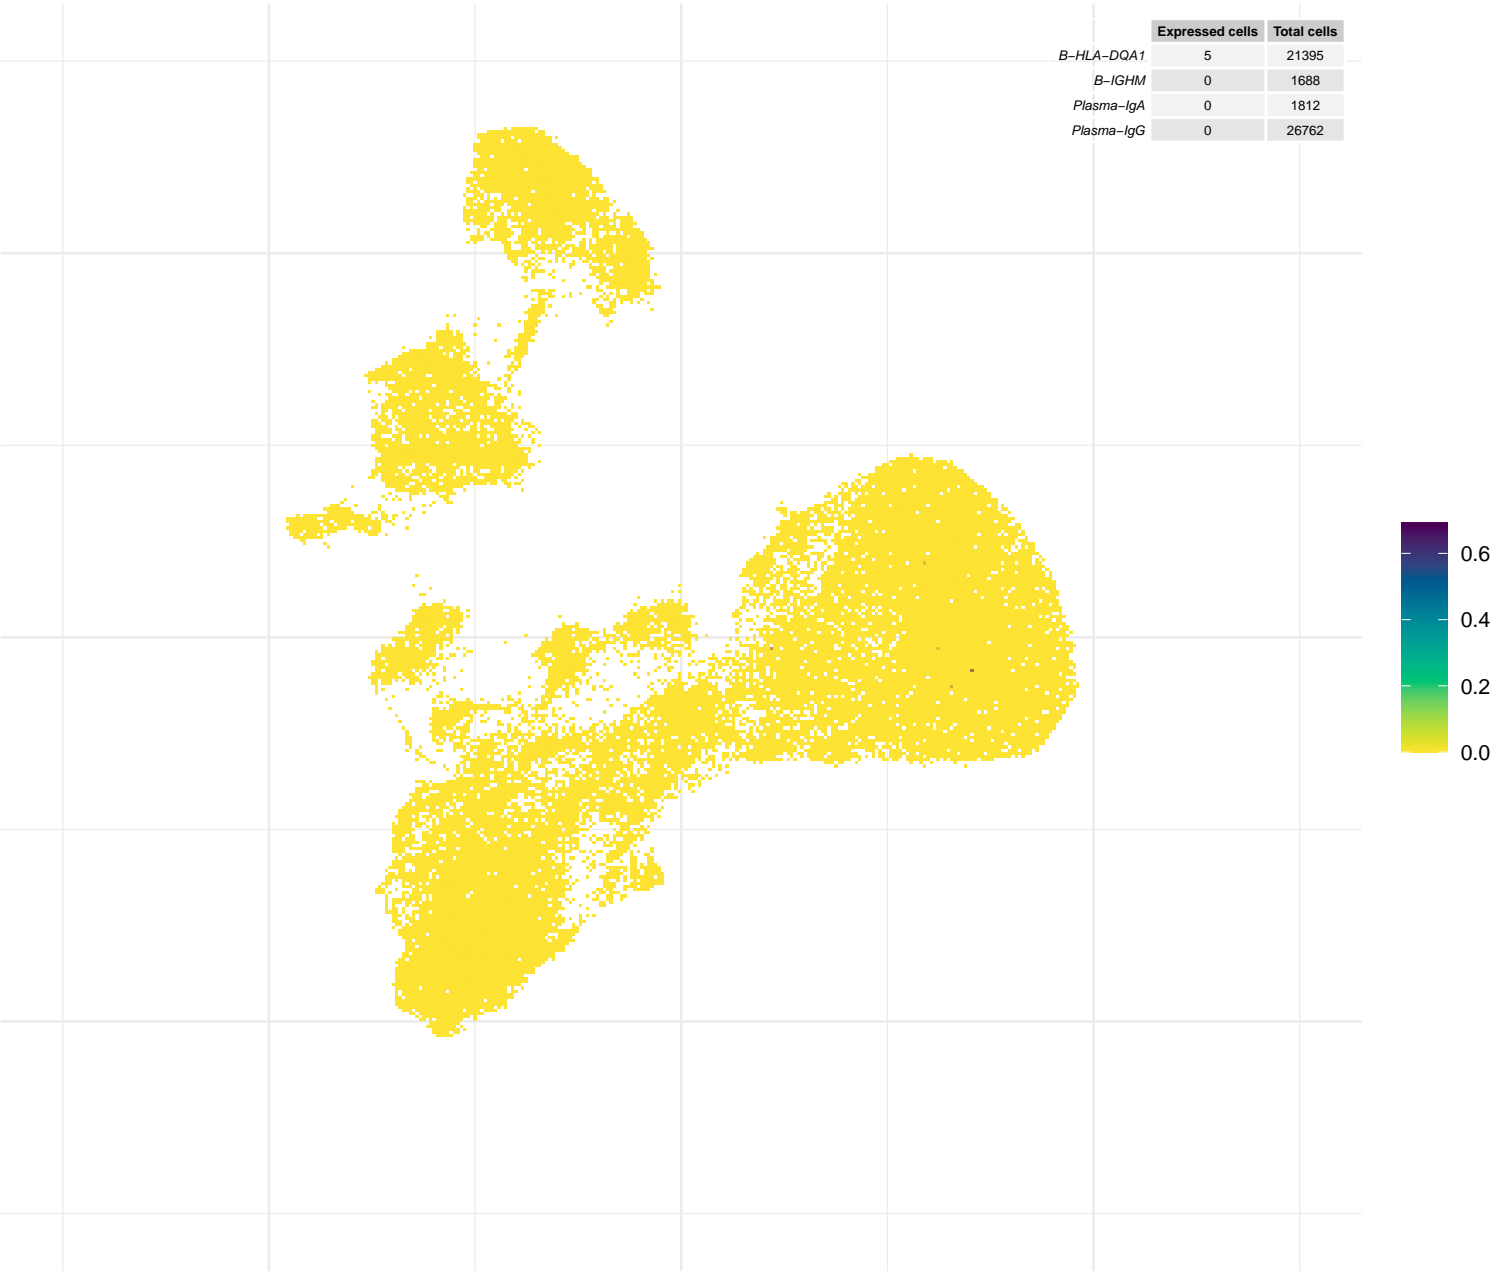 Expressed cells Total cells
B–HLA–DQA1 5 21395
B–IGHM 0 1688
Plasma–IgA 0 1812
Plasma–IgG 0 26762
0.6
0.4
0.2
0.0